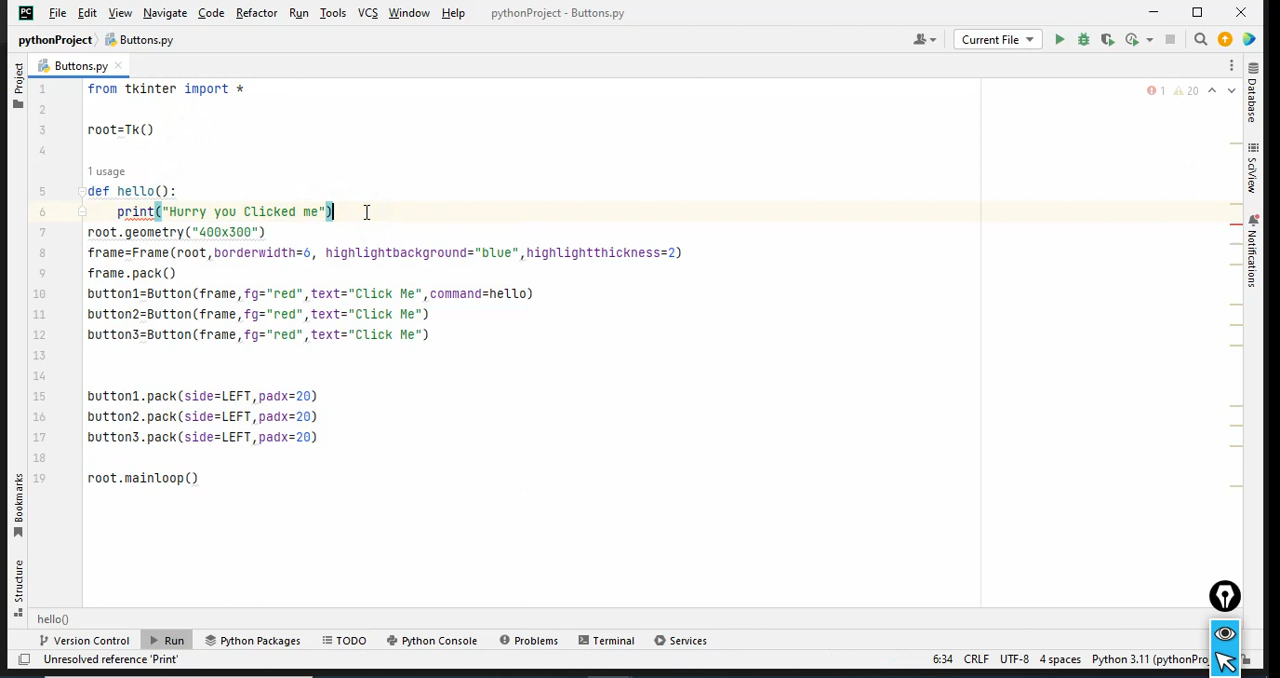 PC File Edit View Navigate Code Refactor Run Tools VCS Window Help pythonProject - Buttons.py
pythonProject Buttons.py Current File
Project Buttons.py
1 from tkinter import * 1 20
2
3 root=Tk()
4
1 usage
5 def hello():
6 print("Hurry you Clicked me")
7 root.geometry("400x300")
8 frame=Frame(root,borderwidth=6, highlightbackground="blue",highlightthickness=2)
9 frame.pack()
10 button1=Button(frame,fg="red",text="Click Me",command=hello)
11 button2=Button(frame,fg="red",text="Click Me")
12 button3=Button(frame,fg="red",text="Click Me")
13
14
15 button1.pack(side=LEFT,padx=20)
16 button2.pack(side=LEFT,padx=20)
17 button3.pack(side=LEFT,padx=20)
18
19 root.mainloop()
Database
SciView
Notifications
Bookmarks
Structure
hello()
Version Control Run Python Packages TODO Python Console Problems Terminal Services
Unresolved reference 'Print' 6:34 CRLF UTF-8 4 spaces Python 3.11 (pythonPro